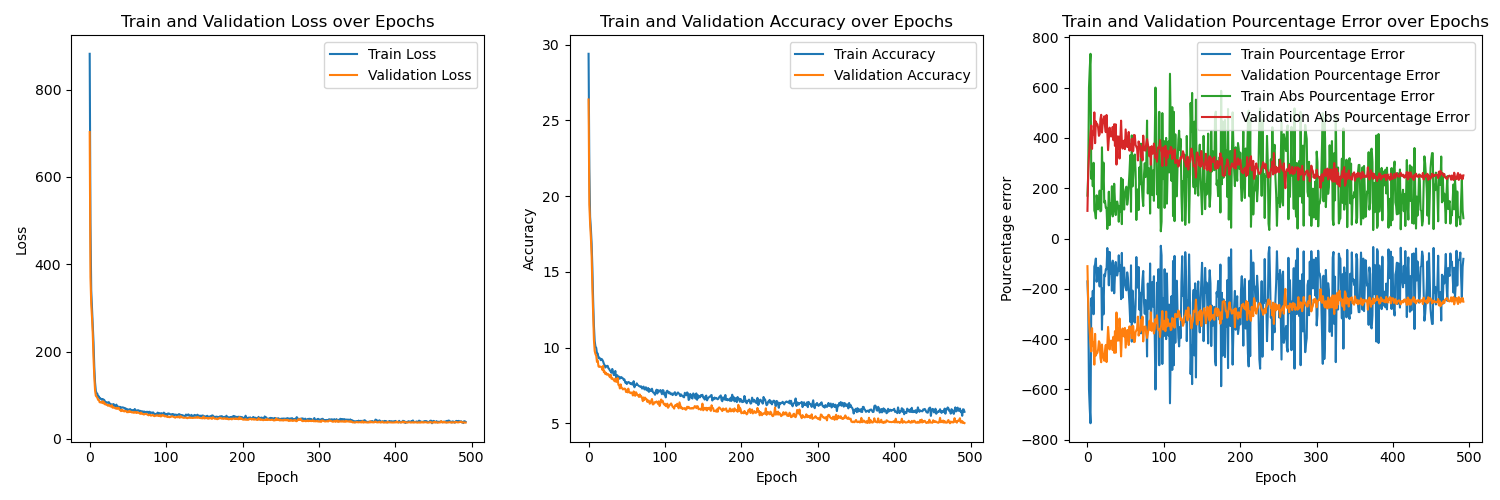 Train and Validation Loss over Epochs
Train Loss
Validation Loss
800
600
400
200
0
Loss
0 100 200 300 400 500
Epoch
Train and Validation Accuracy over Epochs
Train Accuracy
Validation Accuracy
30
25
20
15
10
5
Accuracy
0 100 200 300 400 500
Epoch
Train and Validation Pourcentage Error over Epochs
Train Pourcentage Error
Validation Pourcentage Error
Train Abs Pourcentage Error
Validation Abs Pourcentage Error
800
600
400
200
0
−200
−400
−600
−800
Pourcentage error
0 100 200 300 400 500
Epoch